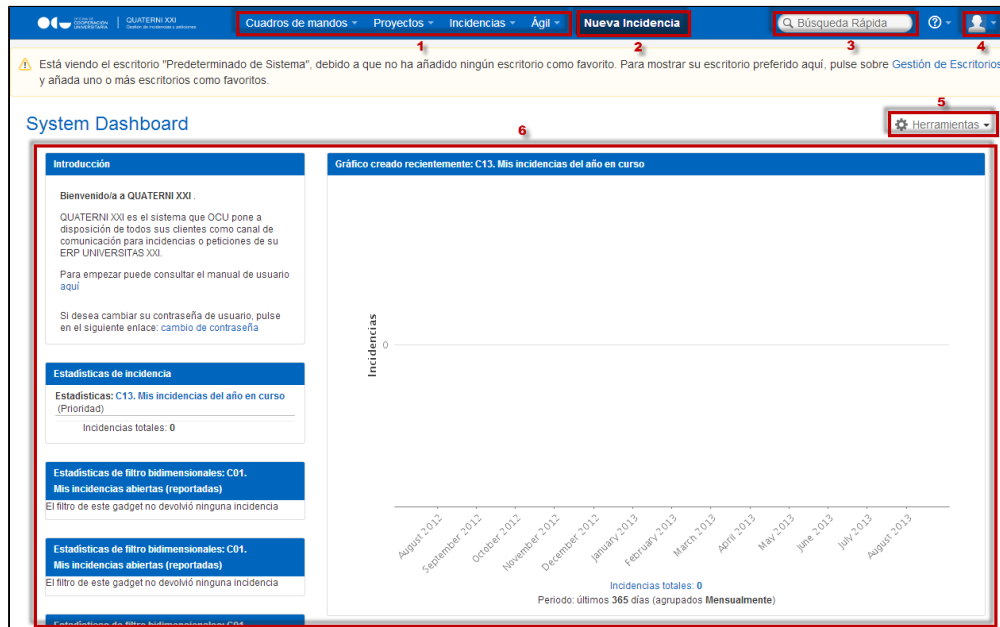 OFICINA DE
COOPERACIÓN
UNIVERSITARIA
QUATERNI XXI
Gestión de incidencias y peticiones
Cuadros de mandos Proyectos Incidencias Ágil Nueva Incidencia Búsqueda Rápida
1 2 3 4
Está viendo el escritorio "Predeterminado de Sistema", debido a que no ha añadido ningún escritorio como favorito. Para mostrar su escritorio preferido aquí, pulse sobre Gestión de Escritorios
y añada uno o más escritorios como favoritos.
5
System Dashboard
6
Herramientas
Introducción
Bienvenido/a a QUATERNI XXI .
QUATERNI XXI es el sistema que OCU pone a
disposición de todos sus clientes como canal de
comunicación para incidencias o peticiones de su
ERP UNIVERSITAS XXI.
Para empezar puede consultar el manual de usuario
aquí
Si desea cambiar su contraseña de usuario, pulse
en el siguiente enlace: cambio de contraseña
Estadísticas de incidencia
Estadísticas: C13. Mis incidencias del año en curso
(Prioridad)
Incidencias totales: 0
Estadísticas de filtro bidimensionales: C01.
Mis incidencias abiertas (reportadas)
El filtro de este gadget no devolvió ninguna incidencia
Estadísticas de filtro bidimensionales: C01.
Mis incidencias abiertas (reportadas)
El filtro de este gadget no devolvió ninguna incidencia
Estadísticas de filtro bidimensionales: C01.
Gráfico creado recientemente: C13. Mis incidencias del año en curso
Incidencias
0
August 2012
September 2012
October 2012
November 2012
December 2012
January 2013
February 2013
March 2013
April 2013
May 2013
June 2013
July 2013
August 2013
Incidencias totales: 0
Periodo: últimos 365 días (agrupados Mensualmente)